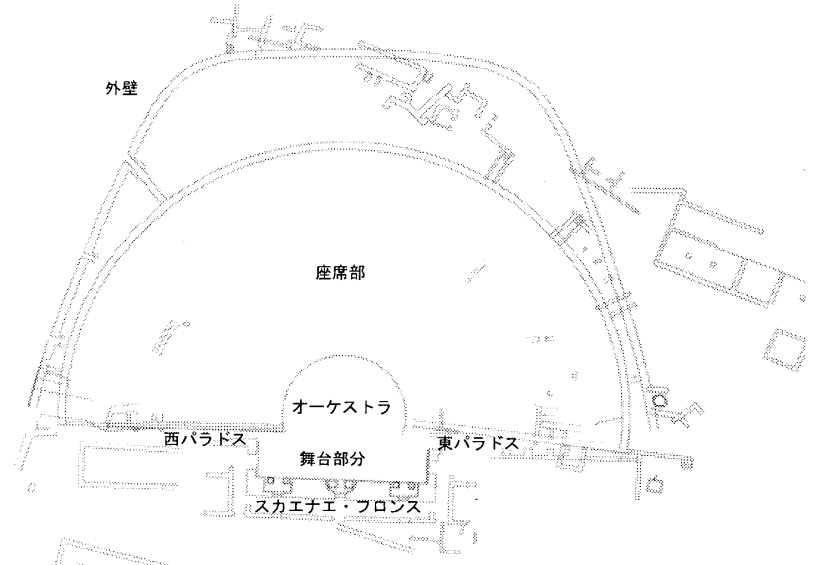 外壁
座席部
オーケストラ
西パラドス
東パラドス
舞台部分
スカエナエ・フロンス